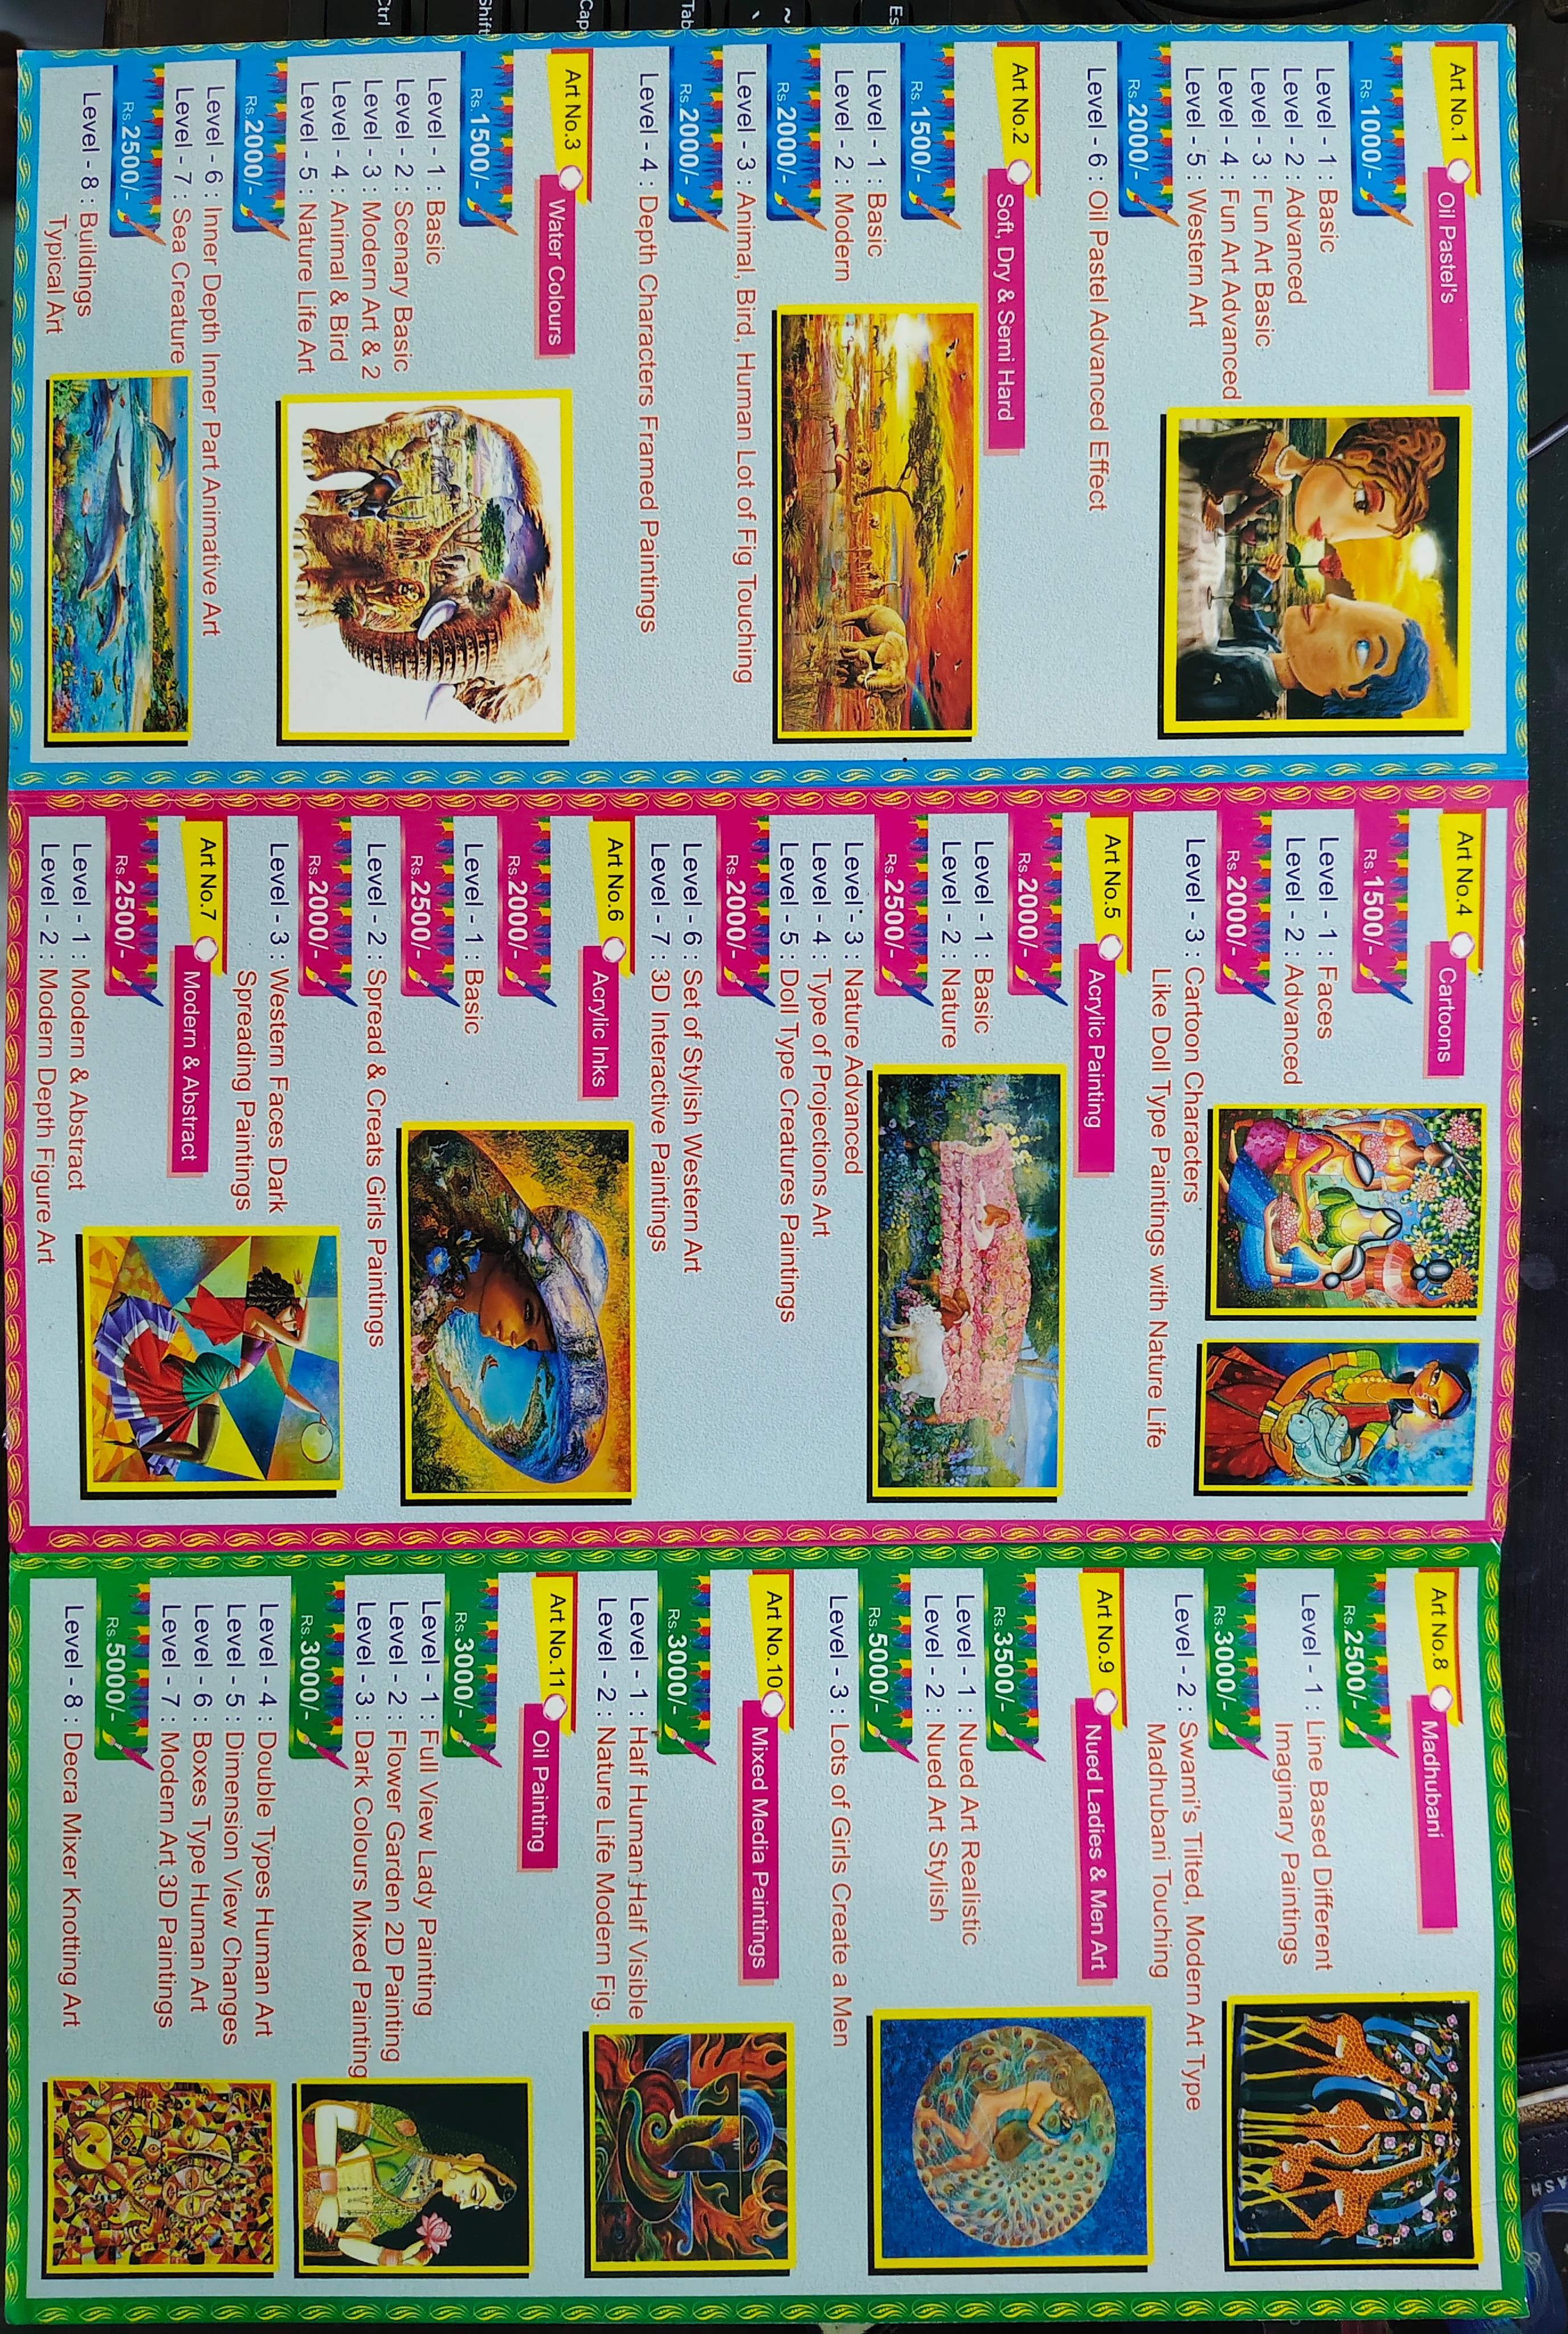 Art No.1
Oil Pastel's
Rs.1000/-
Level - 1 : Basic
Level - 2 : Advanced
Level - 3 : Fun Art Basic
Level - 4 : Fun Art Advanced
Level - 5 : Western Art
Rs.2000/-
Level - 6 : Oil Pastel Advanced Effect
Art No.2
Soft, Dry & Semi Hard
Rs.1500/-
Level - 1 : Basic
Level - 2 : Modern
Rs.2000/-
Level - 3 : Animal, Bird, Human Lot of Fig Touching
Rs.2000/-
Level - 4 : Depth Characters Framed Paintings
Art No.3
Water Colours
Rs.1500/-
Level - 1 : Basic
Level - 2 : Scenary Basic
Level - 3 : Modern Art & 2
Level - 4 : Animal & Bird
Level - 5 : Nature Life Art
Rs.2000/-
Level - 6 : Inner Depth Inner Part Animative Art
Level - 7 : Sea Creature
Rs.2500/-
Level - 8 : Buildings
Typical Art
Art No.4
Cartoons
Rs.1500/-
Level - 1 : Faces
Level - 2 : Advanced
Rs.2000/-
Level - 3 : Cartoon Characters
Like Doll Type Paintings with Nature Life
Art No.5
Acrylic Painting
Rs.2000/-
Level - 1 : Basic
Level - 2 : Nature
Rs.2500/-
Level - 3 : Nature Advanced
Level - 4 : Type of Projections Art
Level - 5 : Doll Type Creatures Paintings
Rs.2000/-
Level - 6 : Set of Stylish Western Art
Level - 7 : 3D Interactive Paintings
Art No.6
Acrylic Inks
Rs.2000/-
Level - 1 : Basic
Rs.2500/-
Level - 2 : Spread & Creats Girls Paintings
Rs.2000/-
Level - 3 : Western Faces Dark
Spreading Paintings
Art No.7
Modern & Abstract
Rs.2500/-
Level - 1 : Modern & Abstract
Level - 2 : Modern Depth Figure Art
Art No.8
Madhubani
Rs.2500/-
Level - 1 : Line Based Different
Imaginary Paintings
Rs.3000/-
Level - 2 : Swami's Tilted, Modern Art Type
Madhubani Touching
Art No.9
Nued Ladies & Men Art
Rs.3500/-
Level - 1 : Nued Art Realistic
Level - 2 : Nued Art Stylish
Rs.5000/-
Level - 3 : Lots of Girls Create a Men
Art No.10
Mixed Media Paintings
Rs.3000/-
Level - 1 : Half Human Half Visible
Level - 2 : Nature Life Modern Fig.
Art No.11
Oil Painting
Rs.3000/-
Level - 1 : Full View Lady Painting
Level - 2 : Flower Garden 2D Painting
Level - 3 : Dark Colours Mixed Painting
Rs.3000/-
Level - 4 : Double Types Human Art
Level - 5 : Dimension View Changes
Level - 6 : Boxes Type Human Art
Level - 7 : Modern Art 3D Paintings
Rs.5000/-
Level - 8 : Decra Mixer Knotting Art
Es
~
Tab
Cap
Shift
Ctrl